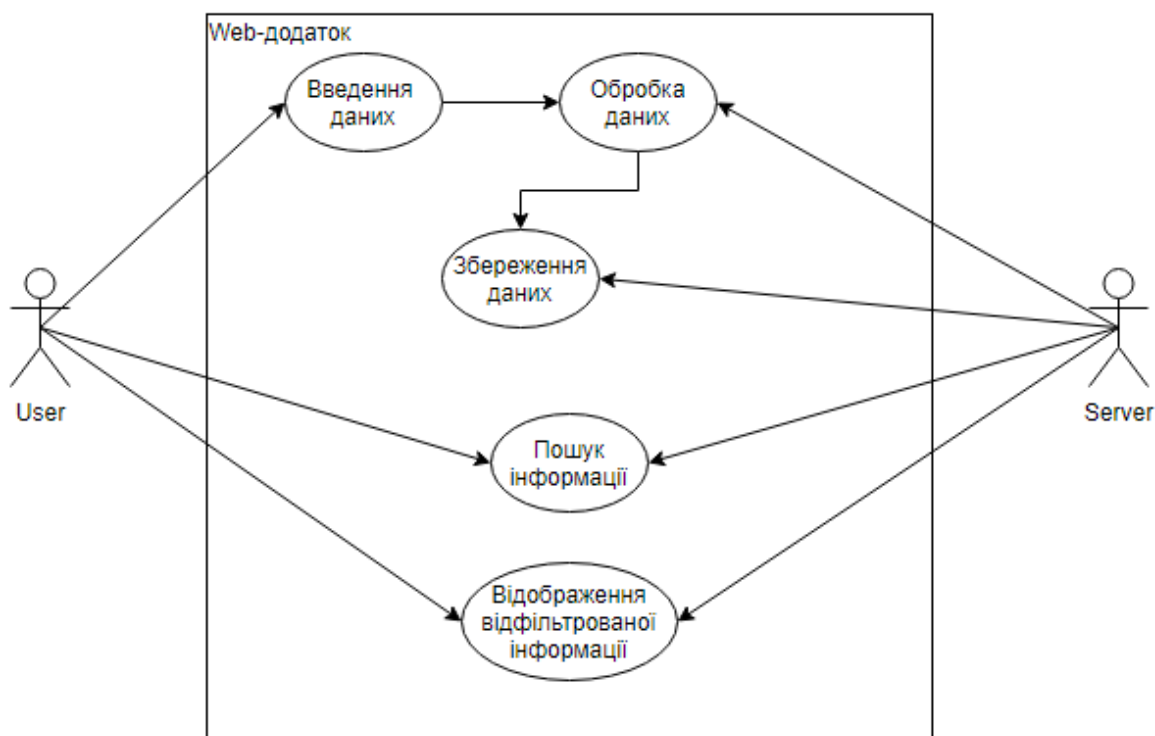 Web-додаток
Введення
даних
Обробка
даних
Збереження
даних
User
Server
Пошук
інформації
Відображення
відфільтрованої
інформації